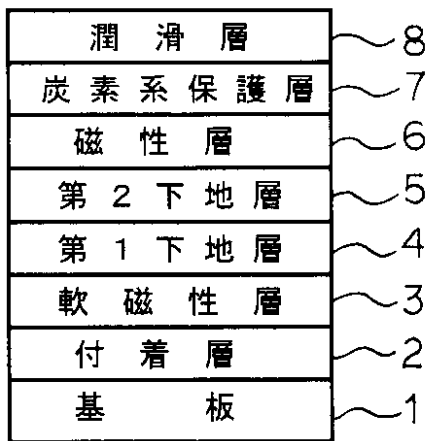 潤滑層 8
炭素系保護層 7
磁性層 6
第2下地層 5
第1下地層 4
軟磁性層 3
付着層 2
基板 1